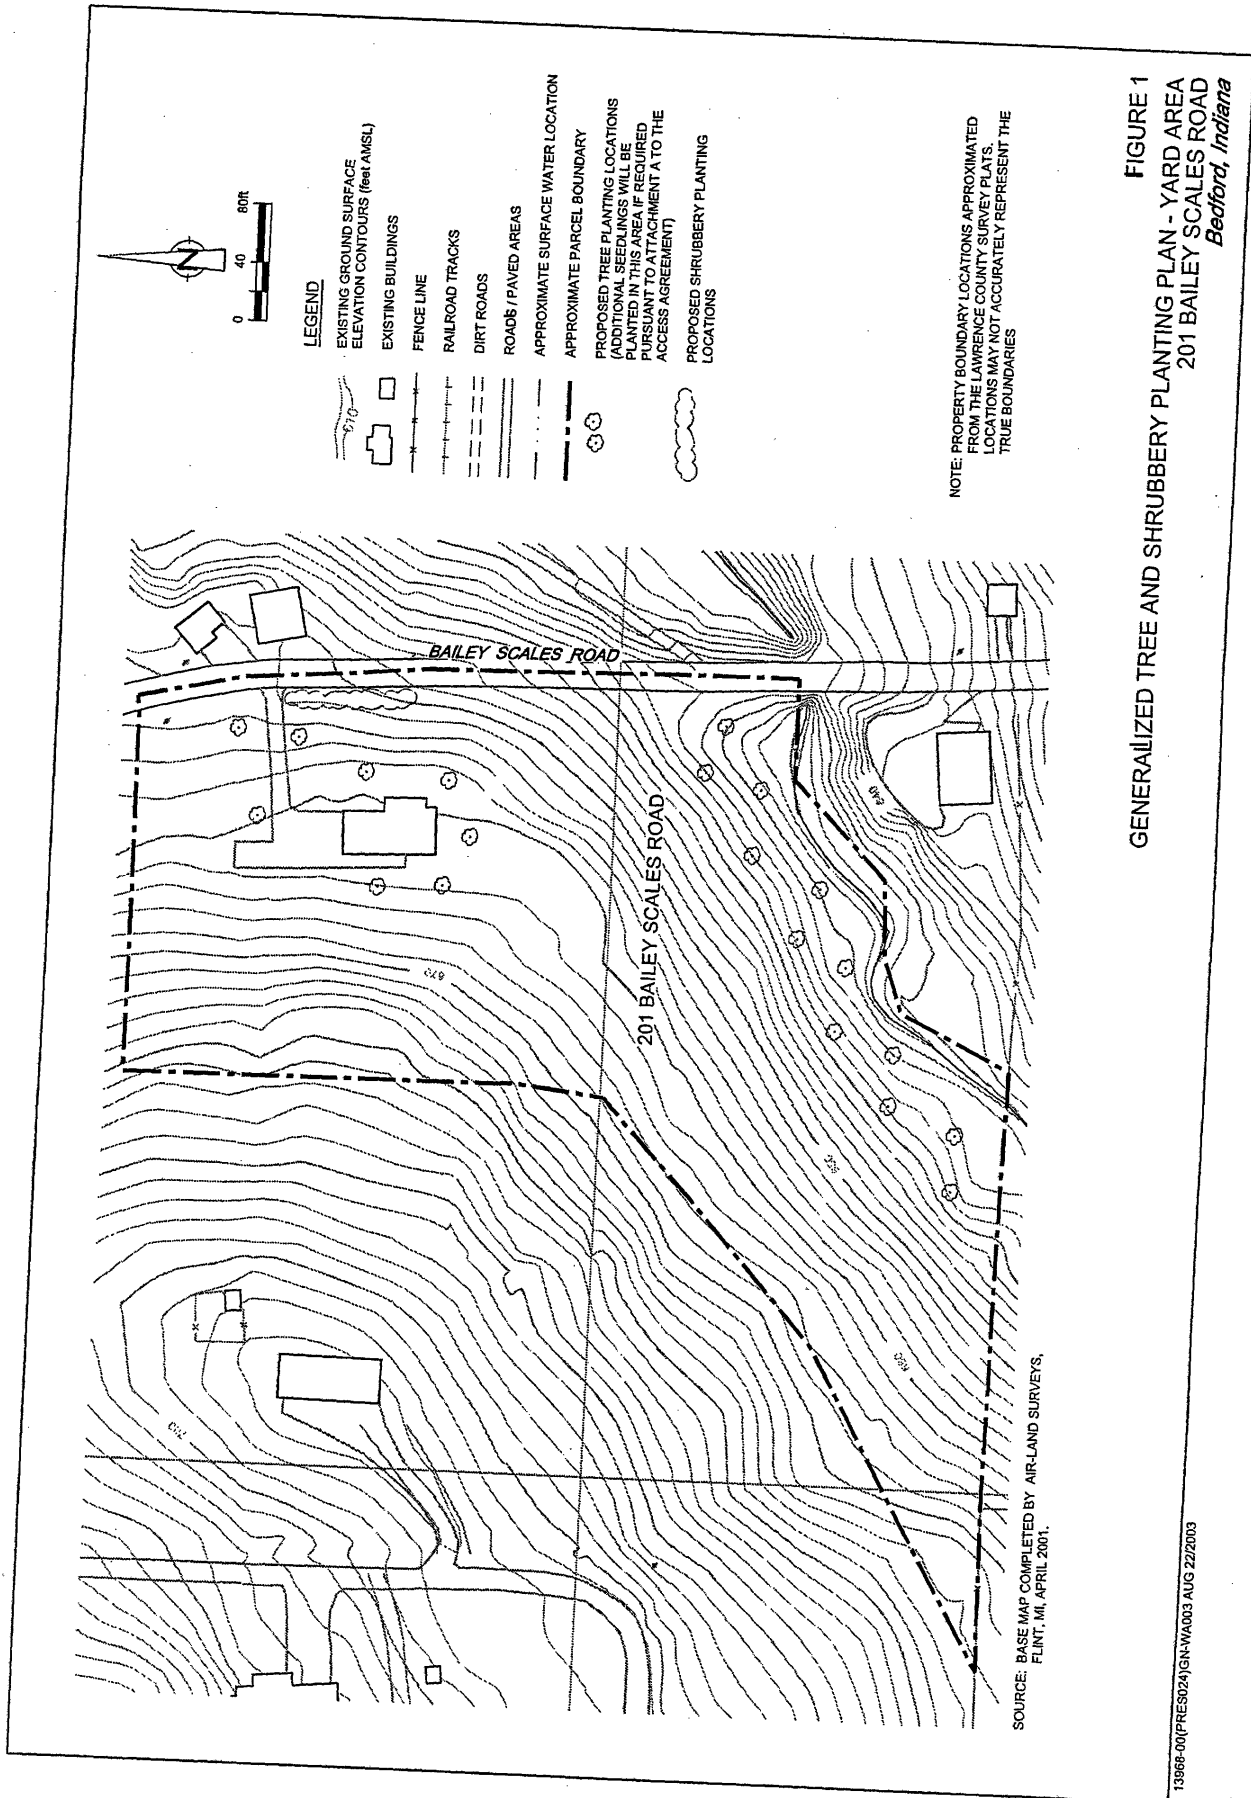 N
0 40 80ft
LEGEND
670
EXISTING GROUND SURFACE
ELEVATION CONTOURS (feet AMSL)
EXISTING BUILDINGS
FENCE LINE
RAILROAD TRACKS
DIRT ROADS
ROADS / PAVED AREAS
APPROXIMATE SURFACE WATER LOCATION
APPROXIMATE PARCEL BOUNDARY
PROPOSED TREE PLANTING LOCATIONS
(ADDITIONAL SEEDLINGS WILL BE
PLANTED IN THIS AREA IF REQUIRED
PURSUANT TO ATTACHMENT A TO THE
ACCESS AGREEMENT)
PROPOSED SHRUBBERY PLANTING
LOCATIONS
NOTE: PROPERTY BOUNDARY LOCATIONS APPROXIMATED
FROM THE LAWRENCE COUNTY SURVEY PLATS.
LOCATIONS MAY NOT ACCURATELY REPRESENT THE
TRUE BOUNDARIES
BAILEY SCALES ROAD
201 BAILEY SCALES ROAD
670
640
650
680
700
SOURCE: BASE MAP COMPLETED BY AIR-LAND SURVEYS,
FLINT, MI, APRIL 2001.
FIGURE 1
GENERALIZED TREE AND SHRUBBERY PLANTING PLAN - YARD AREA
201 BAILEY SCALES ROAD
Bedford, Indiana
13968-00(PRES024)GN-WA003 AUG 22/2003